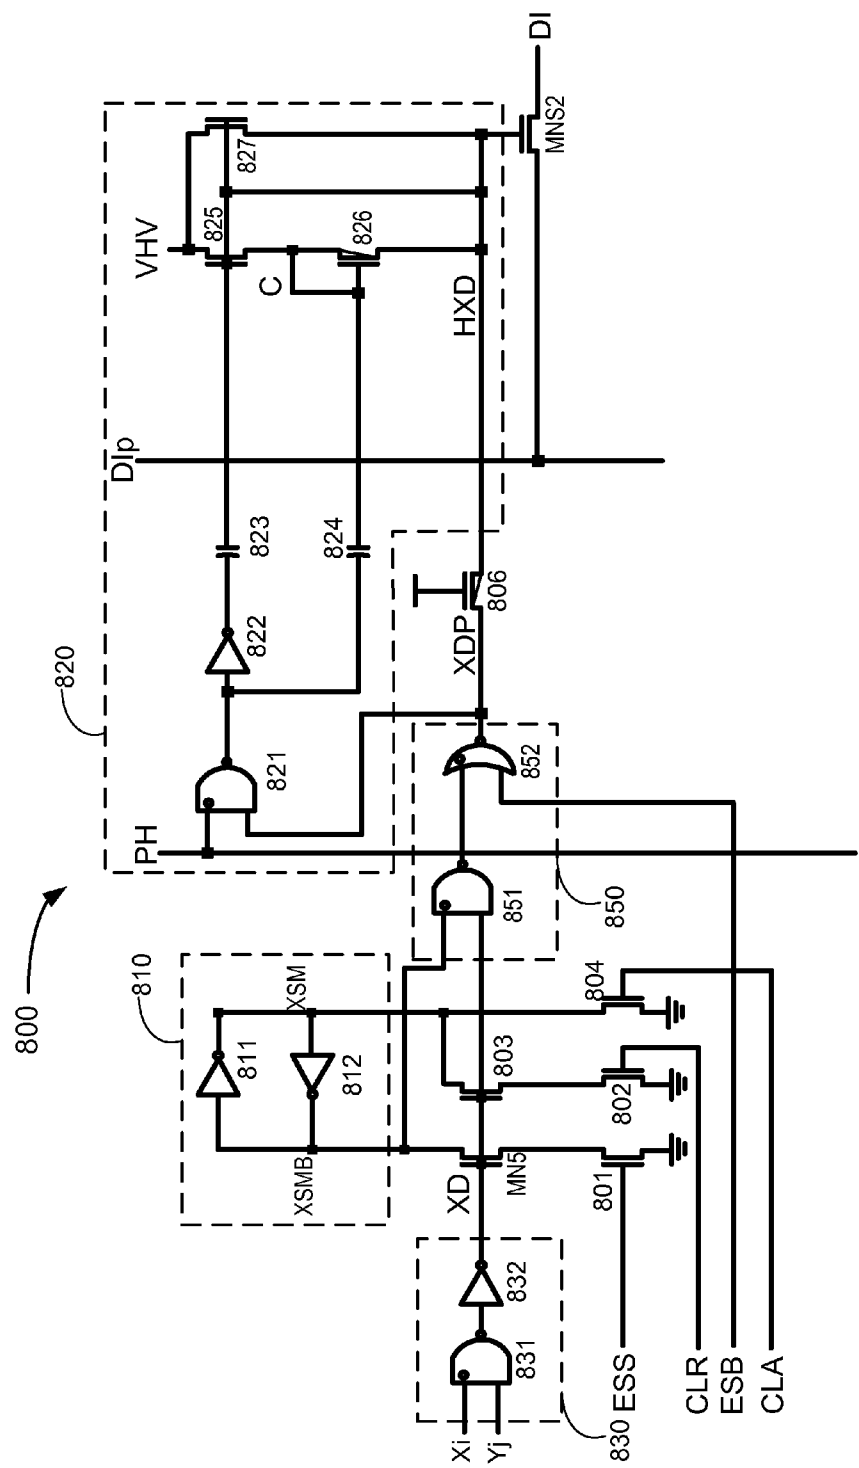 800
820
VHV
827
825
826
C
HXD
DI
MNS2
DIp
823
824
822
821
806
XDP
PH
852
851
850
810
811
XSM
812
XSMB
803
804
802
801
XD
MN5
832
831
830
Xi
Yj
ESS
CLR
ESB
CLA